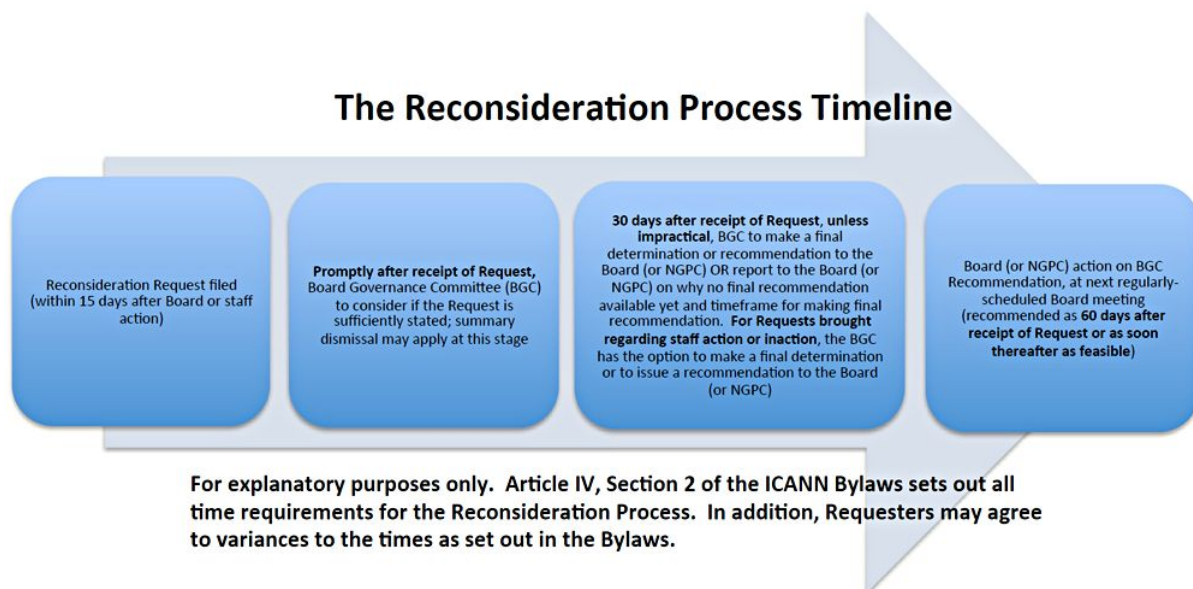 The Reconsideration Process Timeline
Reconsideration Request filed
(within 15 days after Board or staff
action)
Promptly after receipt of Request,
Board Governance Committee (BGC)
to consider if the Request is
sufficiently stated; summary
dismissal may apply at this stage
30 days after receipt of Request, unless
impractical, BGC to make a final
determination or recommendation to the
Board (or NGPC) OR report to the Board (or
NGPC) on why no final recommendation
available yet and timeframe for making final
recommendation. For Requests brought
regarding staff action or inaction, the BGC
has the option to make a final determination
or to issue a recommendation to the Board
(or NGPC)
Board (or NGPC) action on BGC
Recommendation, at next regularly-
scheduled Board meeting
(recommended as 60 days after
receipt of Request or as soon
thereafter as feasible)
For explanatory purposes only. Article IV, Section 2 of the ICANN Bylaws sets out all
time requirements for the Reconsideration Process. In addition, Requesters may agree
to variances to the times as set out in the Bylaws.